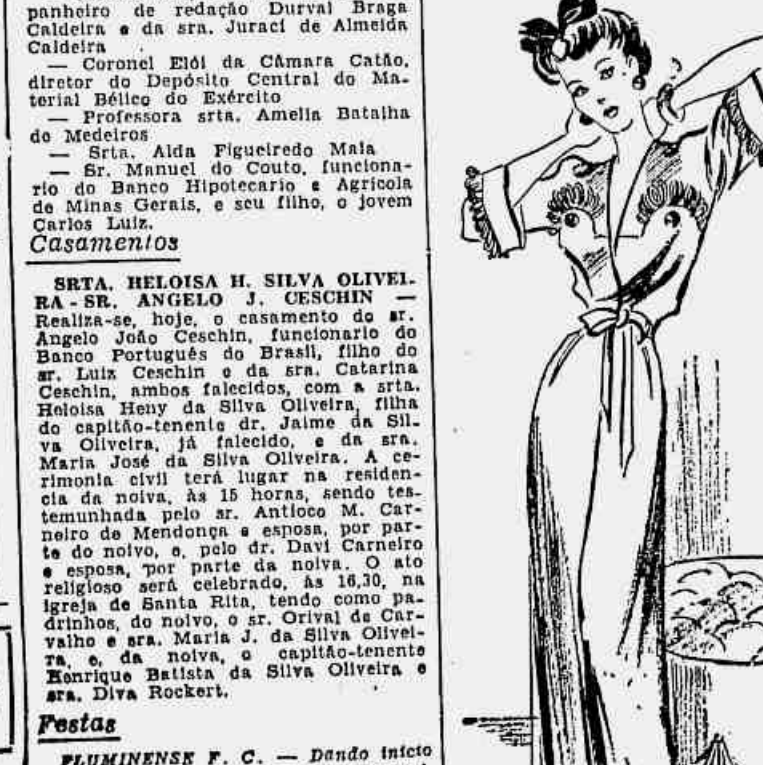 panheiro de redação Durval Braga
Caldeira e da sra. Juraci de Almeida
Caldeira
— Coronel Elói da Câmara Catão,
diretor do Depósito Central do Ma-
terial Bélico do Exército
— Professora srta. Amelia Batalha
de Medeiros
— Srta. Alda Figueiredo Maia
— Sr. Manuel do Couto, funciona-
rio do Banco Hipotecario e Agricola
de Minas Gerais, e seu filho, o jovem
Carlos Luiz.
Casamentos
SRTA. HELOISA H. SILVA OLIVEI-
RA - SR. ANGELO J. CESCHIN —
Realiza-se, hoje, o casamento do sr.
Angelo João Ceschin, funcionario do
Banco Português do Brasil, filho do
sr. Luiz Ceschin e da sra. Catarina
Ceschin, ambos falecidos, com a srta.
Heloisa Heny da Silva Oliveira, filha
do capitão-tenente dr. Jaime da Sil-
va Oliveira, já falecido, e da sra.
Maria José da Silva Oliveira. A ce-
rimonia civil terá lugar na residen-
cia da noiva, às 15 horas, sendo tes-
temunhada pelo sr. Antioco M. Car-
neiro de Mendonça e esposa, por par-
te do noivo, e, pelo dr. Davi Carneiro
e esposa, por parte da noiva. O ato
religioso será celebrado, às 16,30, na
igreja de Santa Rita, tendo como pa-
drinhos, do noivo, o sr. Orival de Car-
valho e sra. Maria J. da Silva Olivei-
ra, e, da noiva, o capitão-tenente
Henrique Batista da Silva Oliveira e
sra. Diva Rockert.
Festas
FLUMINENSE F. C. — Dando inicio